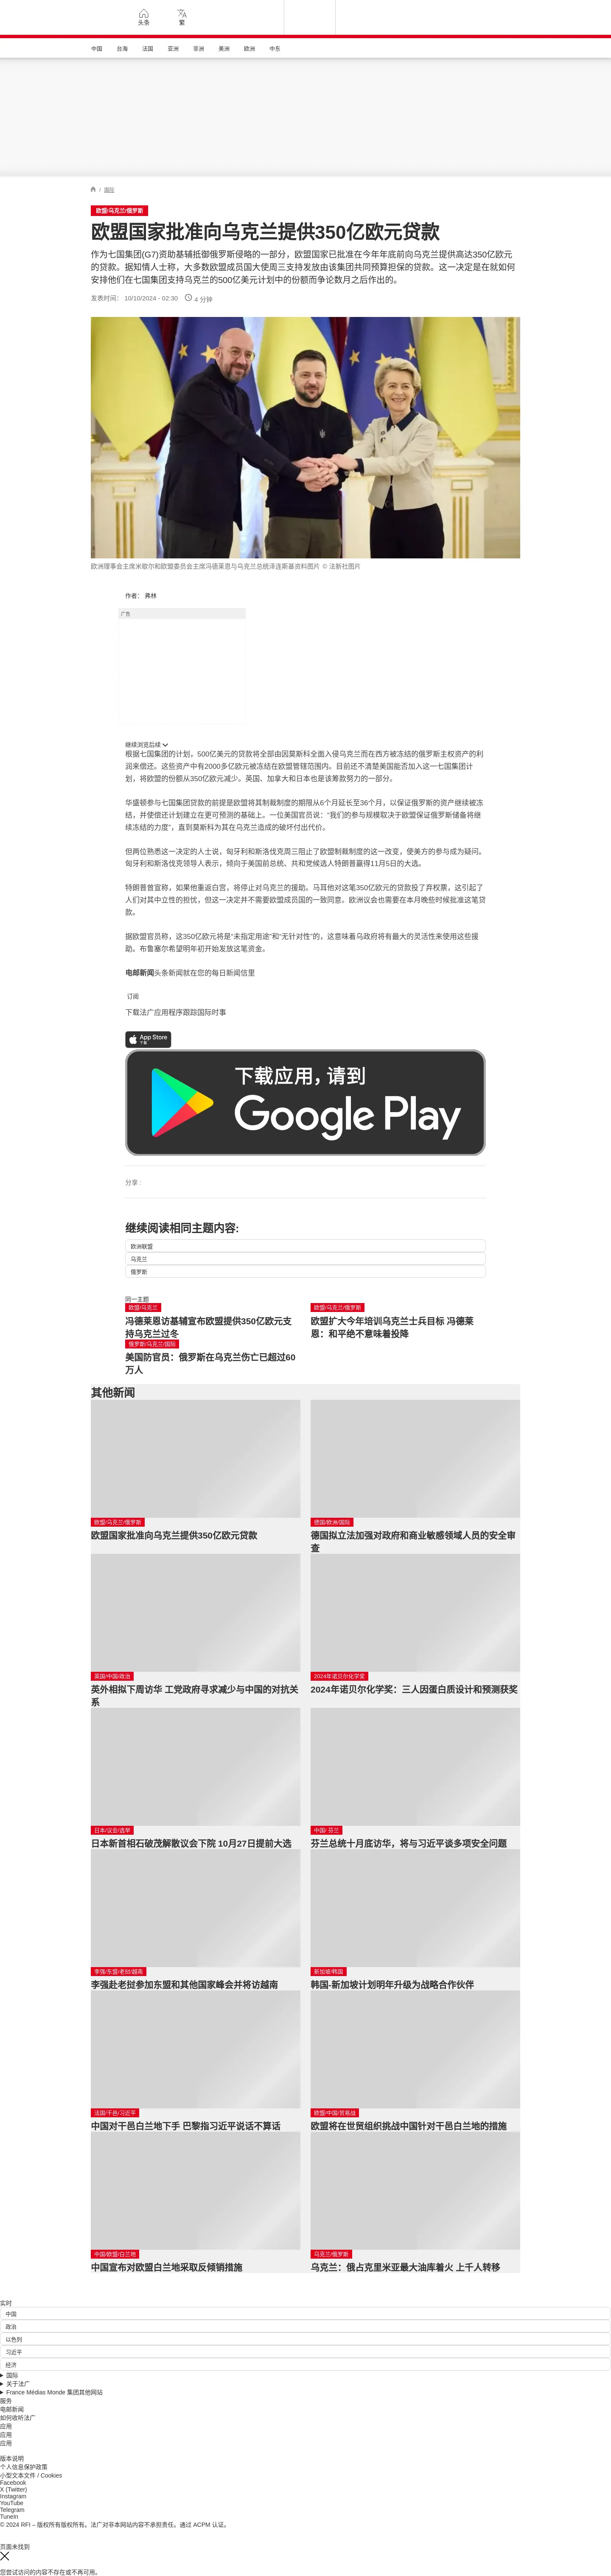 头条
繁
中国
台海
法国
亚洲
非洲
美洲
欧洲
中东
/ 国际
欧盟/乌克兰/俄罗斯
欧盟国家批准向乌克兰提供350亿欧元贷款
作为七国集团(G7)资助基辅抵御俄罗斯侵略的一部分，欧盟国家已批准在今年年底前向乌克兰提供高达350亿欧元
的贷款。据知情人士称，大多数欧盟成员国大使周三支持发放由该集团共同预算担保的贷款。这一决定是在就如何
安排他们在七国集团支持乌克兰的500亿美元计划中的份额而争论数月之后作出的。
发表时间： 10/10/2024 - 02:30
4 分钟
欧洲理事会主席米歇尔和欧盟委员会主席冯德莱恩与乌克兰总统泽连斯基资料图片 © 法新社图片
作者： 弗林
广告
继续浏览后续
根据七国集团的计划，500亿美元的贷款将全部由因莫斯科全面入侵乌克兰而在西方被冻结的俄罗斯主权资产的利
润来偿还。这些资产中有2000多亿欧元被冻结在欧盟管辖范围内。目前还不清楚美国能否加入这一七国集团计
划，将欧盟的份额从350亿欧元减少。英国、加拿大和日本也是该筹款努力的一部分。
华盛顿参与七国集团贷款的前提是欧盟将其制裁制度的期限从6个月延长至36个月，以保证俄罗斯的资产继续被冻
结，并使偿还计划建立在更可预测的基础上。一位美国官员说：“我们的参与规模取决于欧盟保证俄罗斯储备将继
续冻结的力度”，直到莫斯科为其在乌克兰造成的破坏付出代价。
但两位熟悉这一决定的人士说，匈牙利和斯洛伐克周三阻止了欧盟制裁制度的这一改变，使美方的参与成为疑问。
匈牙利和斯洛伐克领导人表示，倾向于美国前总统、共和党候选人特朗普赢得11月5日的大选。
特朗普曾宣称，如果他重返白宫，将停止对乌克兰的援助。马耳他对这笔350亿欧元的贷款投了弃权票，这引起了
人们对其中立性的担忧，但这一决定并不需要欧盟成员国的一致同意。欧洲议会也需要在本月晚些时候批准这笔贷
款。
据欧盟官员称，这350亿欧元将是“未指定用途”和“无针对性”的，这意味着乌政府将有最大的灵活性来使用这些援
助。布鲁塞尔希望明年初开始发放这笔资金。
电邮新闻头条新闻就在您的每日新闻信里
订阅
下载法广应用程序跟踪国际时事
App Store
下载
下载应用，请到
Google Play
分享 :
继续阅读相同主题内容:
欧洲联盟
乌克兰
俄罗斯
同一主题
欧盟/乌克兰
冯德莱恩访基辅宣布欧盟提供350亿欧元支
持乌克兰过冬
欧盟/乌克兰/俄罗斯
欧盟扩大今年培训乌克兰士兵目标 冯德莱
恩：和平绝不意味着投降
俄罗斯/乌克兰/国际
美国防官员：俄罗斯在乌克兰伤亡已超过60
万人
其他新闻
欧盟/乌克兰/俄罗斯
欧盟国家批准向乌克兰提供350亿欧元贷款
德国/欧洲/国际
德国拟立法加强对政府和商业敏感领域人员的安全审
查
英国/中国/政治
英外相拟下周访华 工党政府寻求减少与中国的对抗关
系
2024年诺贝尔化学奖
2024年诺贝尔化学奖：三人因蛋白质设计和预测获奖
日本/议会/选举
日本新首相石破茂解散议会下院 10月27日提前大选
中国/ 芬兰
芬兰总统十月底访华，将与习近平谈多项安全问题
李强/东盟/老挝/越南
李强赴老挝参加东盟和其他国家峰会并将访越南
新加坡/韩国
韩国-新加坡计划明年升级为战略合作伙伴
法国/干邑/习近平
中国对干邑白兰地下手 巴黎指习近平说话不算话
欧盟/中国/贸易战
欧盟将在世贸组织挑战中国针对干邑白兰地的措施
中国/欧盟/白兰地
中国宣布对欧盟白兰地采取反倾销措施
乌克兰/俄罗斯
乌克兰：俄占克里米亚最大油库着火 上千人转移
实时
中国
政治
以色列
习近平
经济
国际
关于法广
France Médias Monde 集团其他网站
服务
电邮新闻
如何收听法广
应用
应用
应用
版本说明
个人信息保护政策
小型文本文件 / Cookies
Facebook
X (Twitter)
Instagram
YouTube
Telegram
TuneIn
© 2024 RFI – 版权所有版权所有。法广对非本网站内容不承担责任。通过 ACPM 认证。
页面未找到
您尝试访问的内容不存在或不再可用。